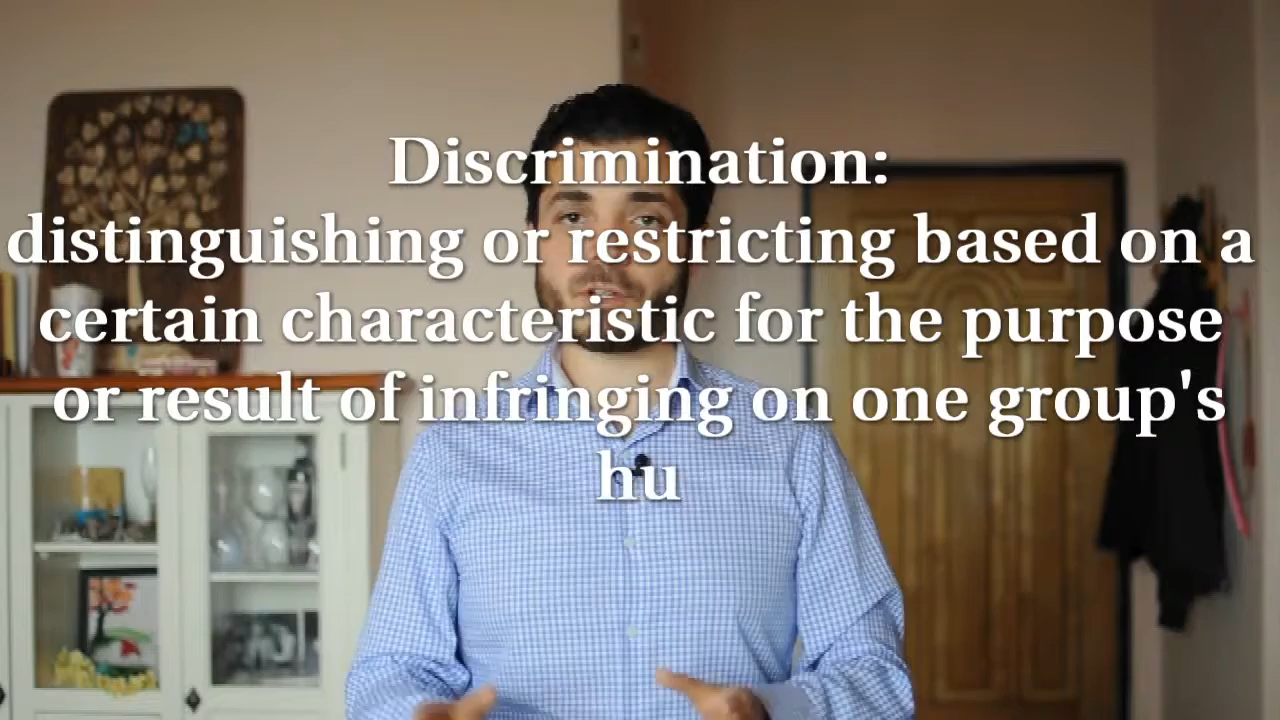 Discrimination:
distinguishing or restricting based on a
certain characteristic for the purpose
or result of infringing on one group's
hu